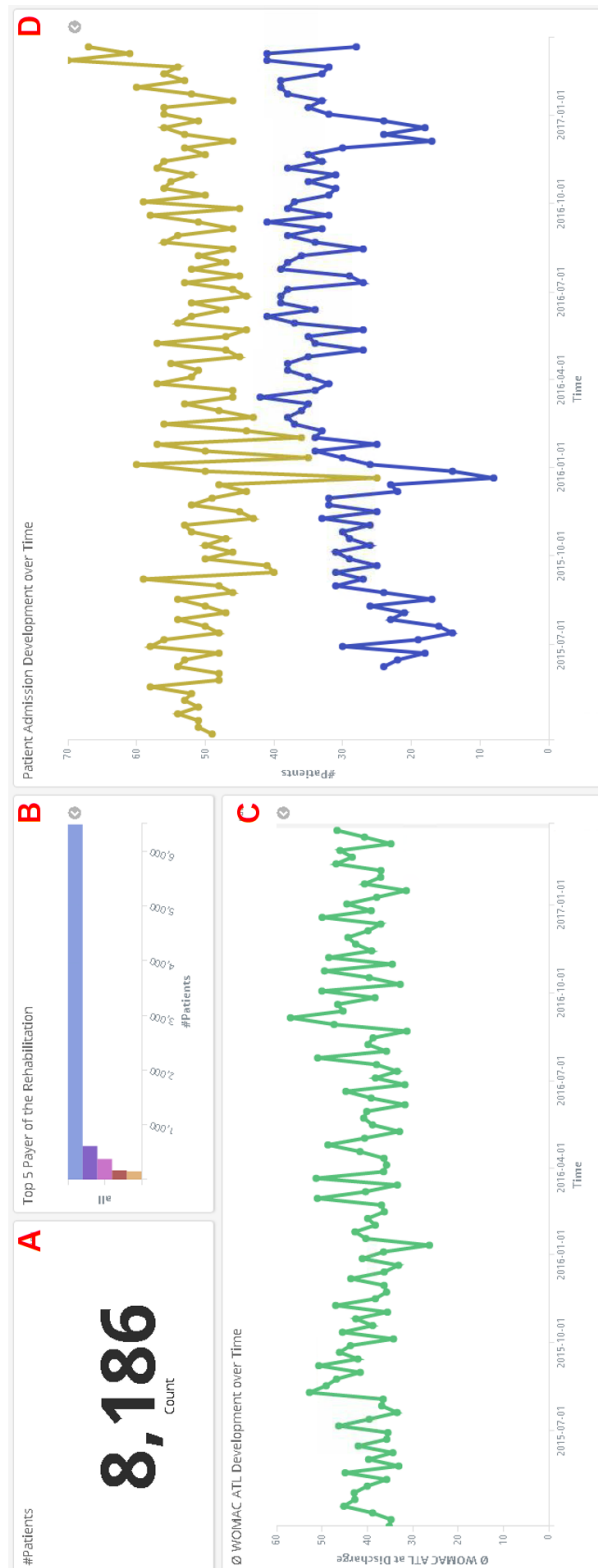 #Patients
A
8,186
Count
Top 5 Payer of the Rehabilitation
B
all
1,000
2,000
3,000
4,000
5,000
6,000
#Patients
Patient Admission Development over Time
D
70
60
50
40
30
20
10
0
#Patients
2015-07-01
2015-10-01
2016-01-01
2016-04-01
2016-07-01
2016-10-01
2017-01-01
Time
Ø WOMAC ATL Development over Time
C
60
50
40
30
20
10
0
Ø WOMACATL at Discharge
2015-07-01
2015-10-01
2016-01-01
2016-04-01
2016-07-01
2016-10-01
2017-01-01
Time